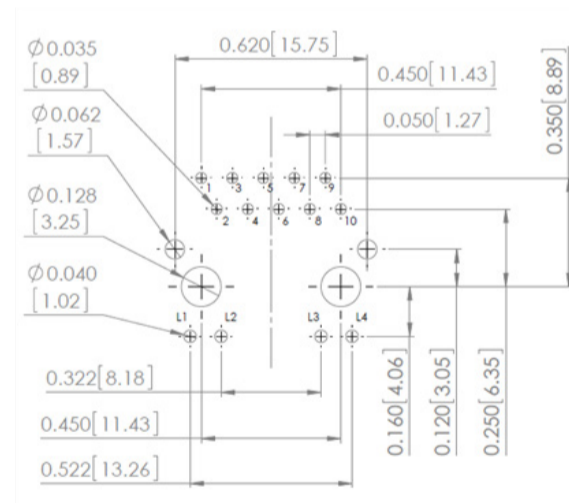 0.620[15.75]
Ø0.035
[0.89]
0.450[11.43]
Ø0.062
[1.57]
0.050[1.27]
0.350[8.89]
1 3 5 7 9
Ø0.128
[3.25]
2 4 6 8 10
Ø0.040
[1.02]
L1 L2 L3 L4
0.322[8.18]
0.450[11.43]
0.522[13.26]
0.160[4.06]
0.120[3.05]
0.250[6.35]